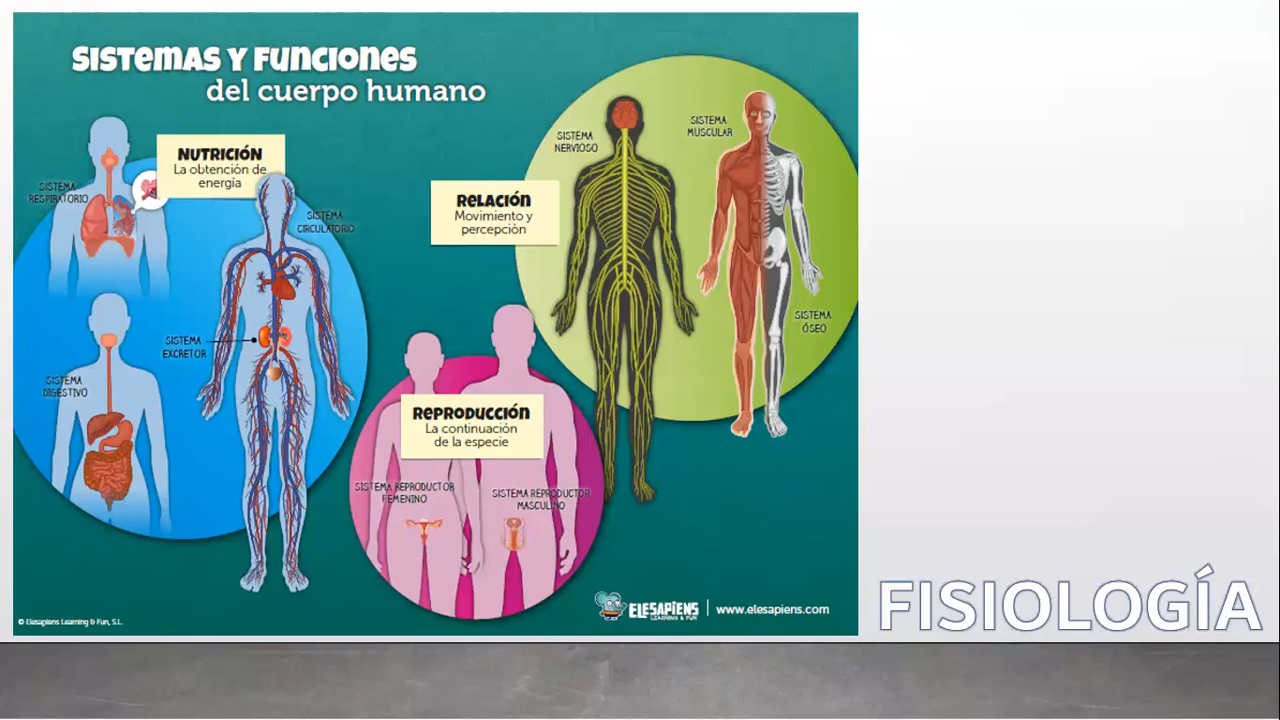 SISTEMAS Y FUNCIONES
del cuerpo humano
NUTRICIÓN
La obtención de
energía
SISTEMA
RESPIRATORIO
SISTEMA
CIRCULATORIO
SISTEMA
EXCRETOR
SISTEMA
DIGESTIVO
RELACIÓN
Movimiento y
percepción
SISTEMA
NERVIOSO
SISTEMA
MUSCULAR
SISTEMA
ÓSEO
REPRODUCCIÓN
La continuación
de la especie
SISTEMA REPRODUCTOR
FEMENINO
SISTEMA REPRODUCTOR
MASCULINO
© Elesapiens Learning & Fun, S.L.
ELESAPIENS
LEARNING & FUN
www.elesapiens.com
FISIOLOGÍA